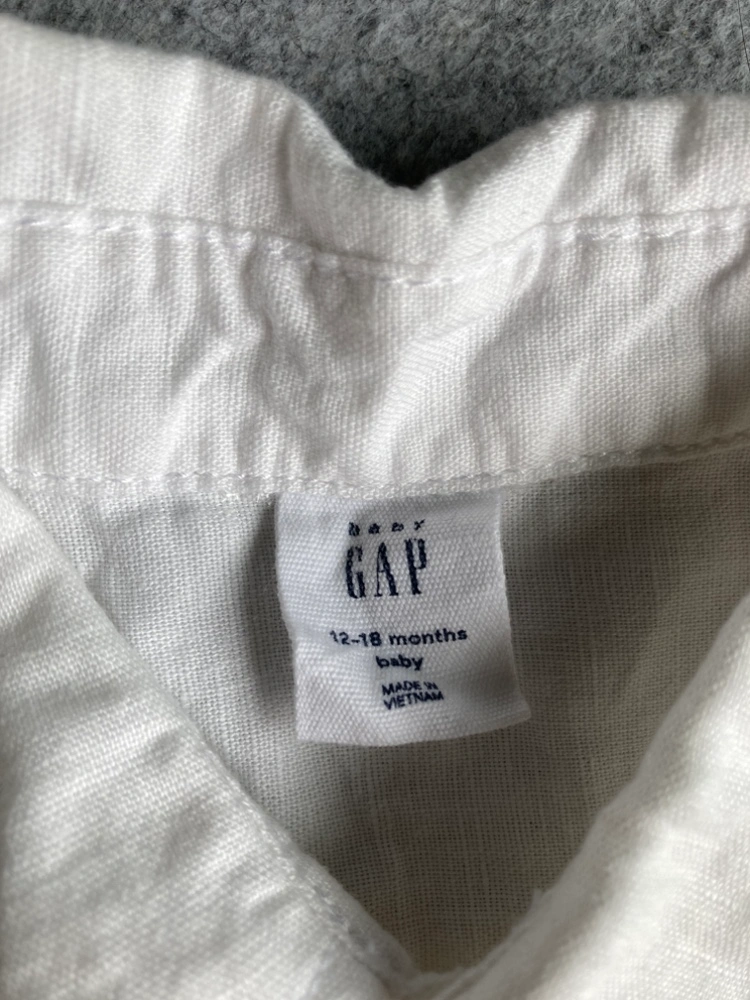 baby
GAP
12-18 months
baby
MADE IN
VIETNAM